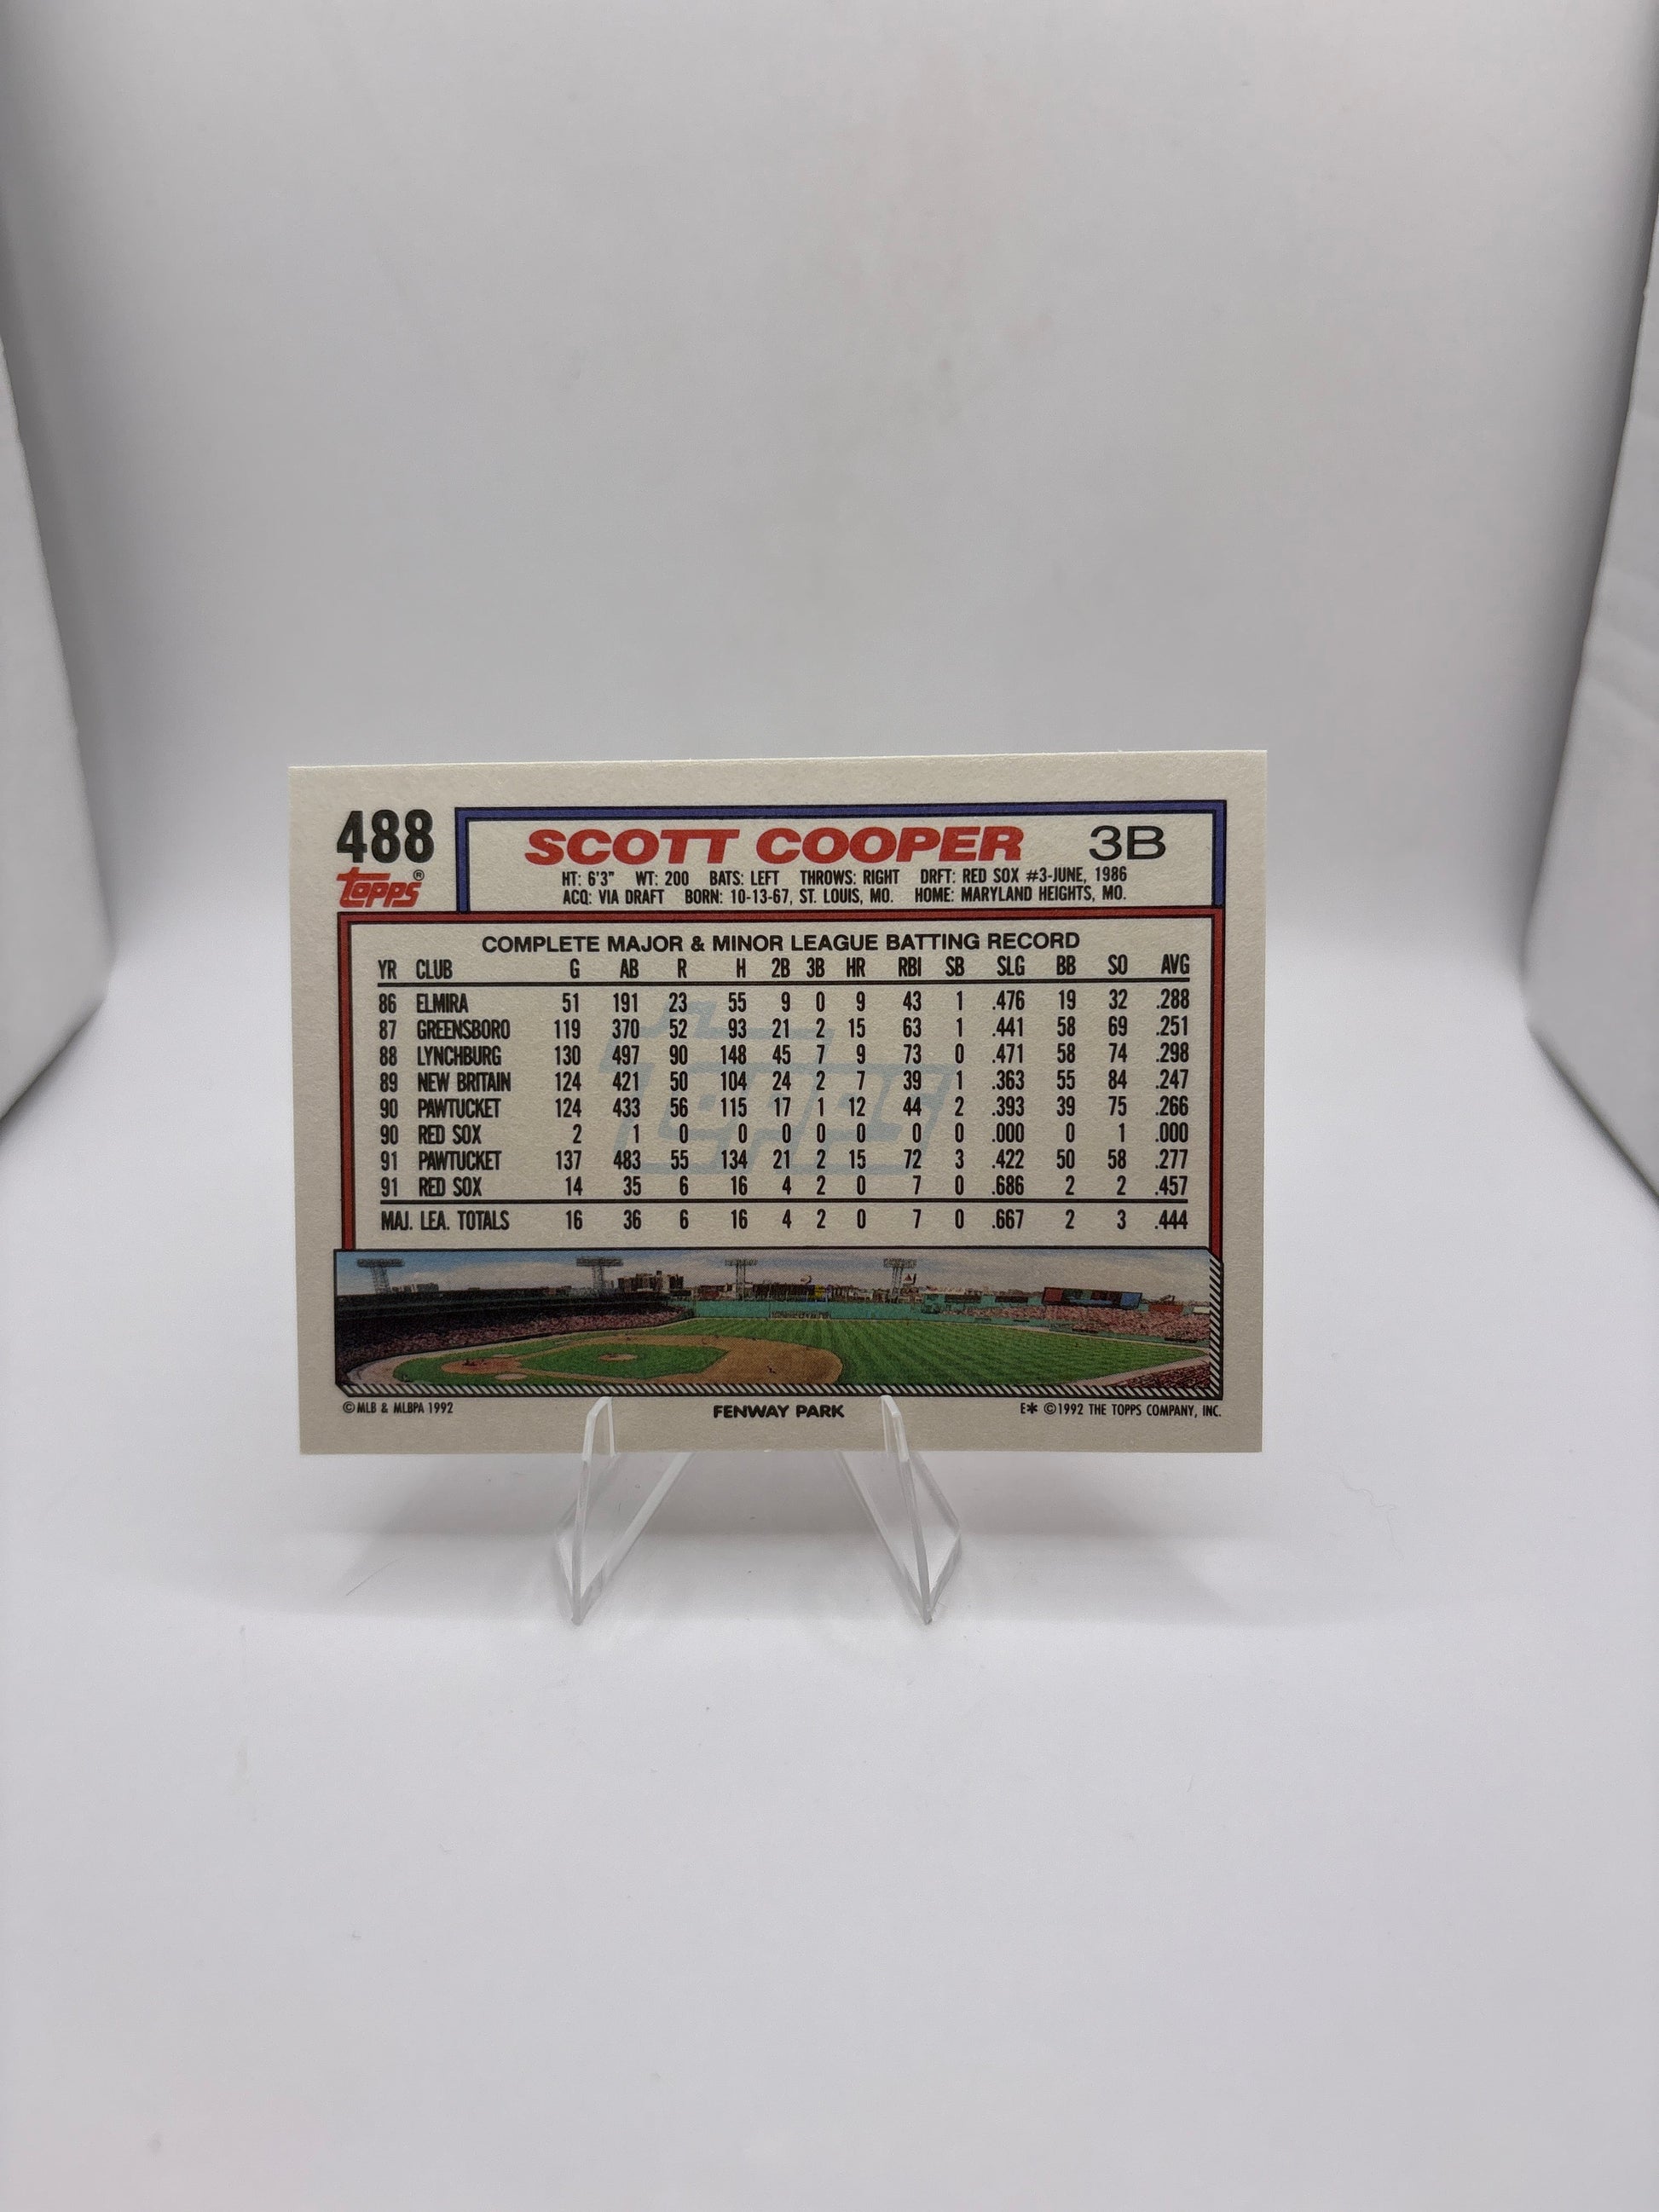 488 SCOTT COOPER 3B
topps®
HT: 6'3" WT: 200 BATS: LEFT THROWS: RIGHT DRFT: RED SOX #3-JUNE, 1986
ACQ: VIA DRAFT BORN: 10-13-67, ST. LOUIS, MO. HOME: MARYLAND HEIGHTS, MO.
COMPLETE MAJOR & MINOR LEAGUE BATTING RECORD
YR CLUB G AB R H 2B 3B HR RBI SB SLG BB SO AVG
86 ELMIRA 51 191 23 55 9 0 9 43 1 .476 19 32 .288
87 GREENSBORO 119 370 52 93 21 2 15 63 1 .441 58 69 .251
88 LYNCHBURG 130 497 90 148 45 7 9 73 0 .471 58 74 .298
89 NEW BRITAIN 124 421 50 104 24 2 7 39 1 .363 55 84 .247
90 PAWTUCKET 124 433 56 115 17 1 12 44 2 .393 39 75 .266
90 RED SOX 2 1 0 0 0 0 0 0 0 .000 0 1 .000
91 PAWTUCKET 137 483 55 134 21 2 15 72 3 .422 50 58 .277
91 RED SOX 14 35 6 16 4 2 0 7 0 .686 2 2 .457
MAJ. LEA. TOTALS 16 36 6 16 4 2 0 7 0 .667 2 3 .444
topps
©MLB & MLBPA 1992 FENWAY PARK E* ©1992 THE TOPPS COMPANY, INC.